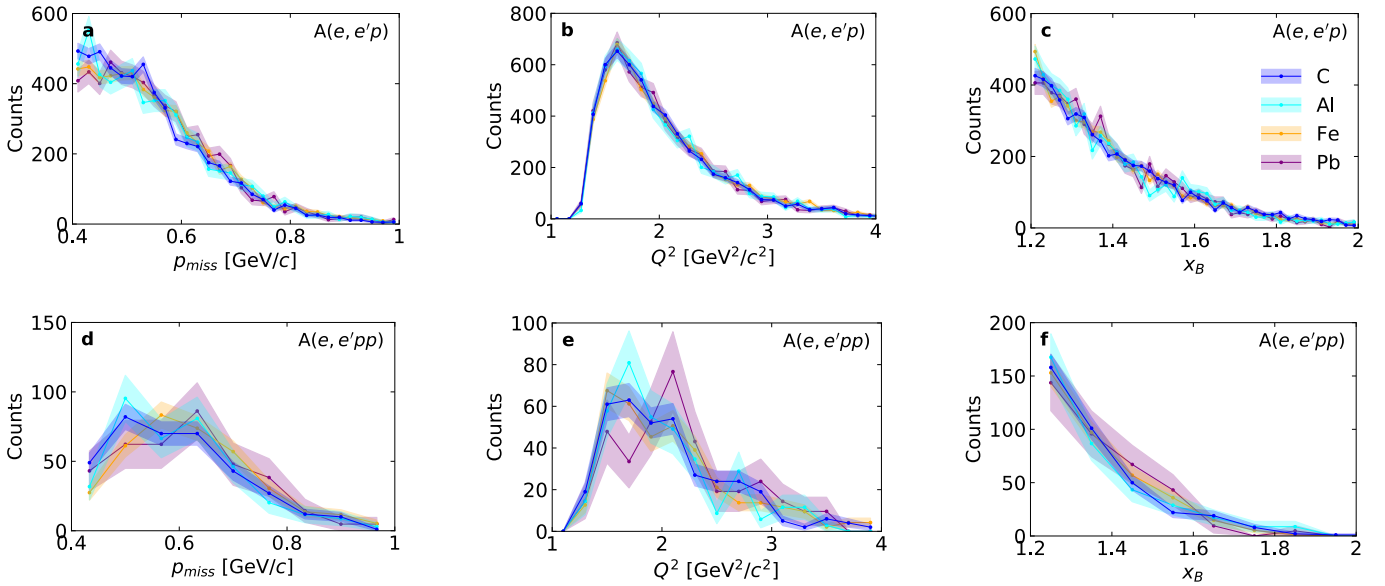 a
A(e, e′p)
600
400
200
0
Counts
0.4
0.6
0.8
1
p_miss [GeV/c]
b
A(e, e′p)
800
600
400
200
0
Counts
1
2
3
4
Q² [GeV²/c²]
c
A(e, e′p)
600
500
400
300
200
100
0
Counts
C
Al
Fe
Pb
1.2
1.4
1.6
1.8
2
x_B
d
A(e, e′pp)
150
100
50
0
Counts
0.4
0.6
0.8
1
p_miss [GeV/c]
e
A(e, e′pp)
100
80
60
40
20
0
Counts
1
2
3
4
Q² [GeV²/c²]
f
A(e, e′pp)
200
150
100
50
0
Counts
1.2
1.4
1.6
1.8
2
x_B